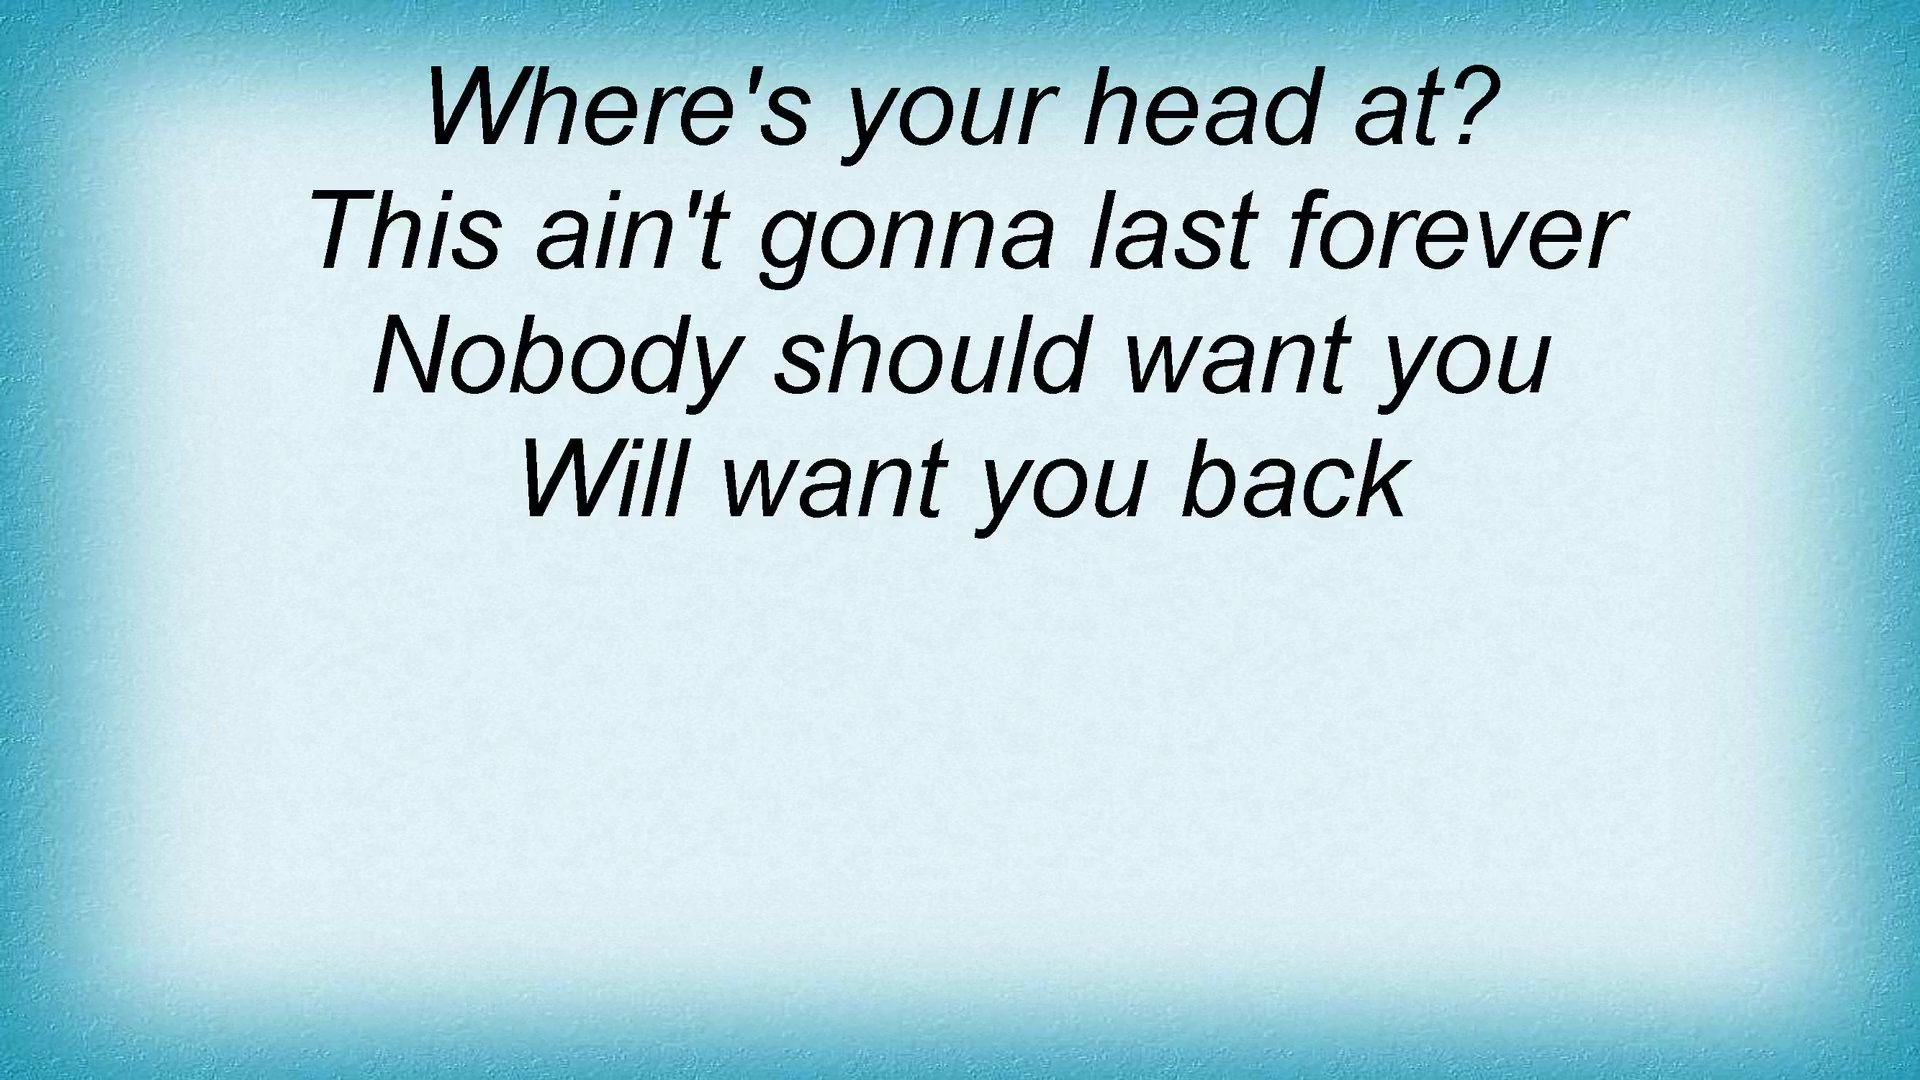 Where's your head at?
This ain't gonna last forever
Nobody should want you
Will want you back